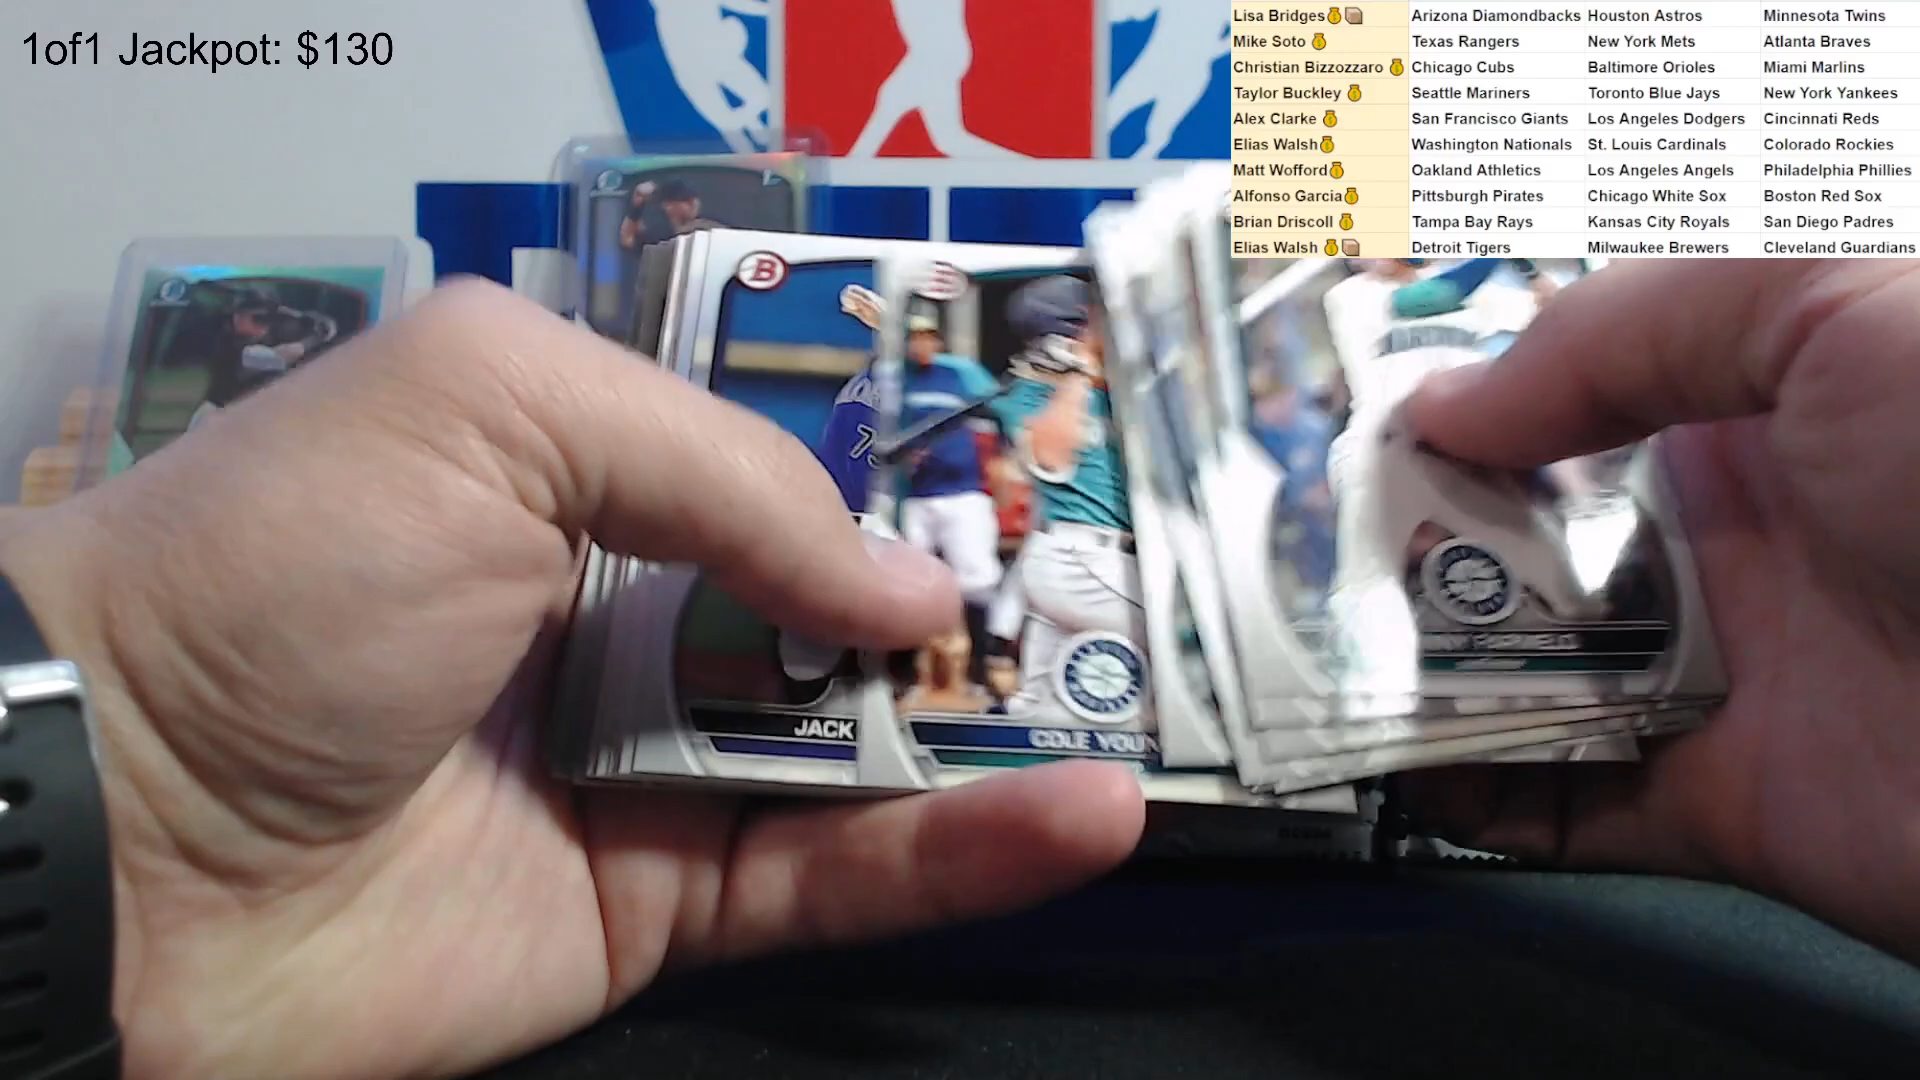 1of1 Jackpot: $130
Lisa Bridges Arizona Diamondbacks Houston Astros Minnesota Twins
Mike Soto Texas Rangers New York Mets Atlanta Braves
Christian Bizzozzaro Chicago Cubs Baltimore Orioles Miami Marlins
Taylor Buckley Seattle Mariners Toronto Blue Jays New York Yankees
Alex Clarke San Francisco Giants Los Angeles Dodgers Cincinnati Reds
Elias Walsh Washington Nationals St. Louis Cardinals Colorado Rockies
Matt Wofford Oakland Athletics Los Angeles Angels Philadelphia Phillies
Alfonso Garcia Pittsburgh Pirates Chicago White Sox Boston Red Sox
Brian Driscoll Tampa Bay Rays Kansas City Royals San Diego Padres
Elias Walsh Detroit Tigers Milwaukee Brewers Cleveland Guardians
B
JACK
COLE YOUN